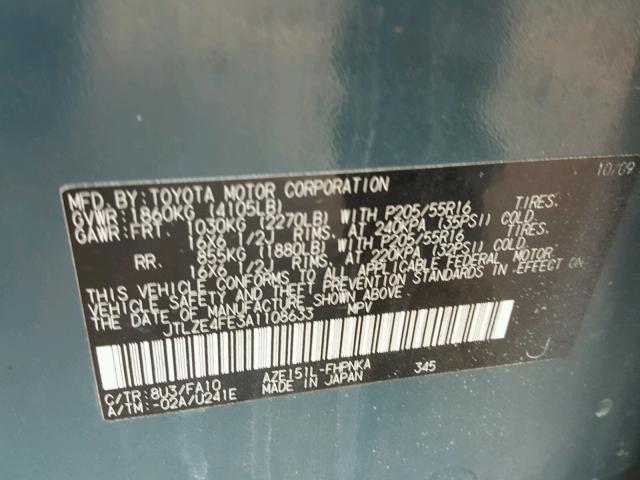 10/09
MFD. BY: TOYOTA MOTOR CORPORATION
GVWR: 1860KG (4105LB)
GAWR: FRT. 1030KG (2270LB) WITH P205/55R16 TIRES.
16X6 1/2J RIMS, AT 240KPA (35PSI) COLD.
RR. 855KG (1880LB) WITH P205/55R16 TIRES.
16X6 1/2J RIMS, AT 220KPA (32PSI) COLD.
THIS VEHICLE CONFORMS TO ALL APPLICABLE FEDERAL MOTOR
VEHICLE SAFETY AND THEFT PREVENTION STANDARDS IN EFFECT ON
THE DATE OF MANUFACTURE SHOWN ABOVE.
JTLZE4FE3A1108633 MPV
C/TR: 8U3/FA10 AZE151L-FHPNKA 345
A/TM: -02A/U241E MADE IN JAPAN
J